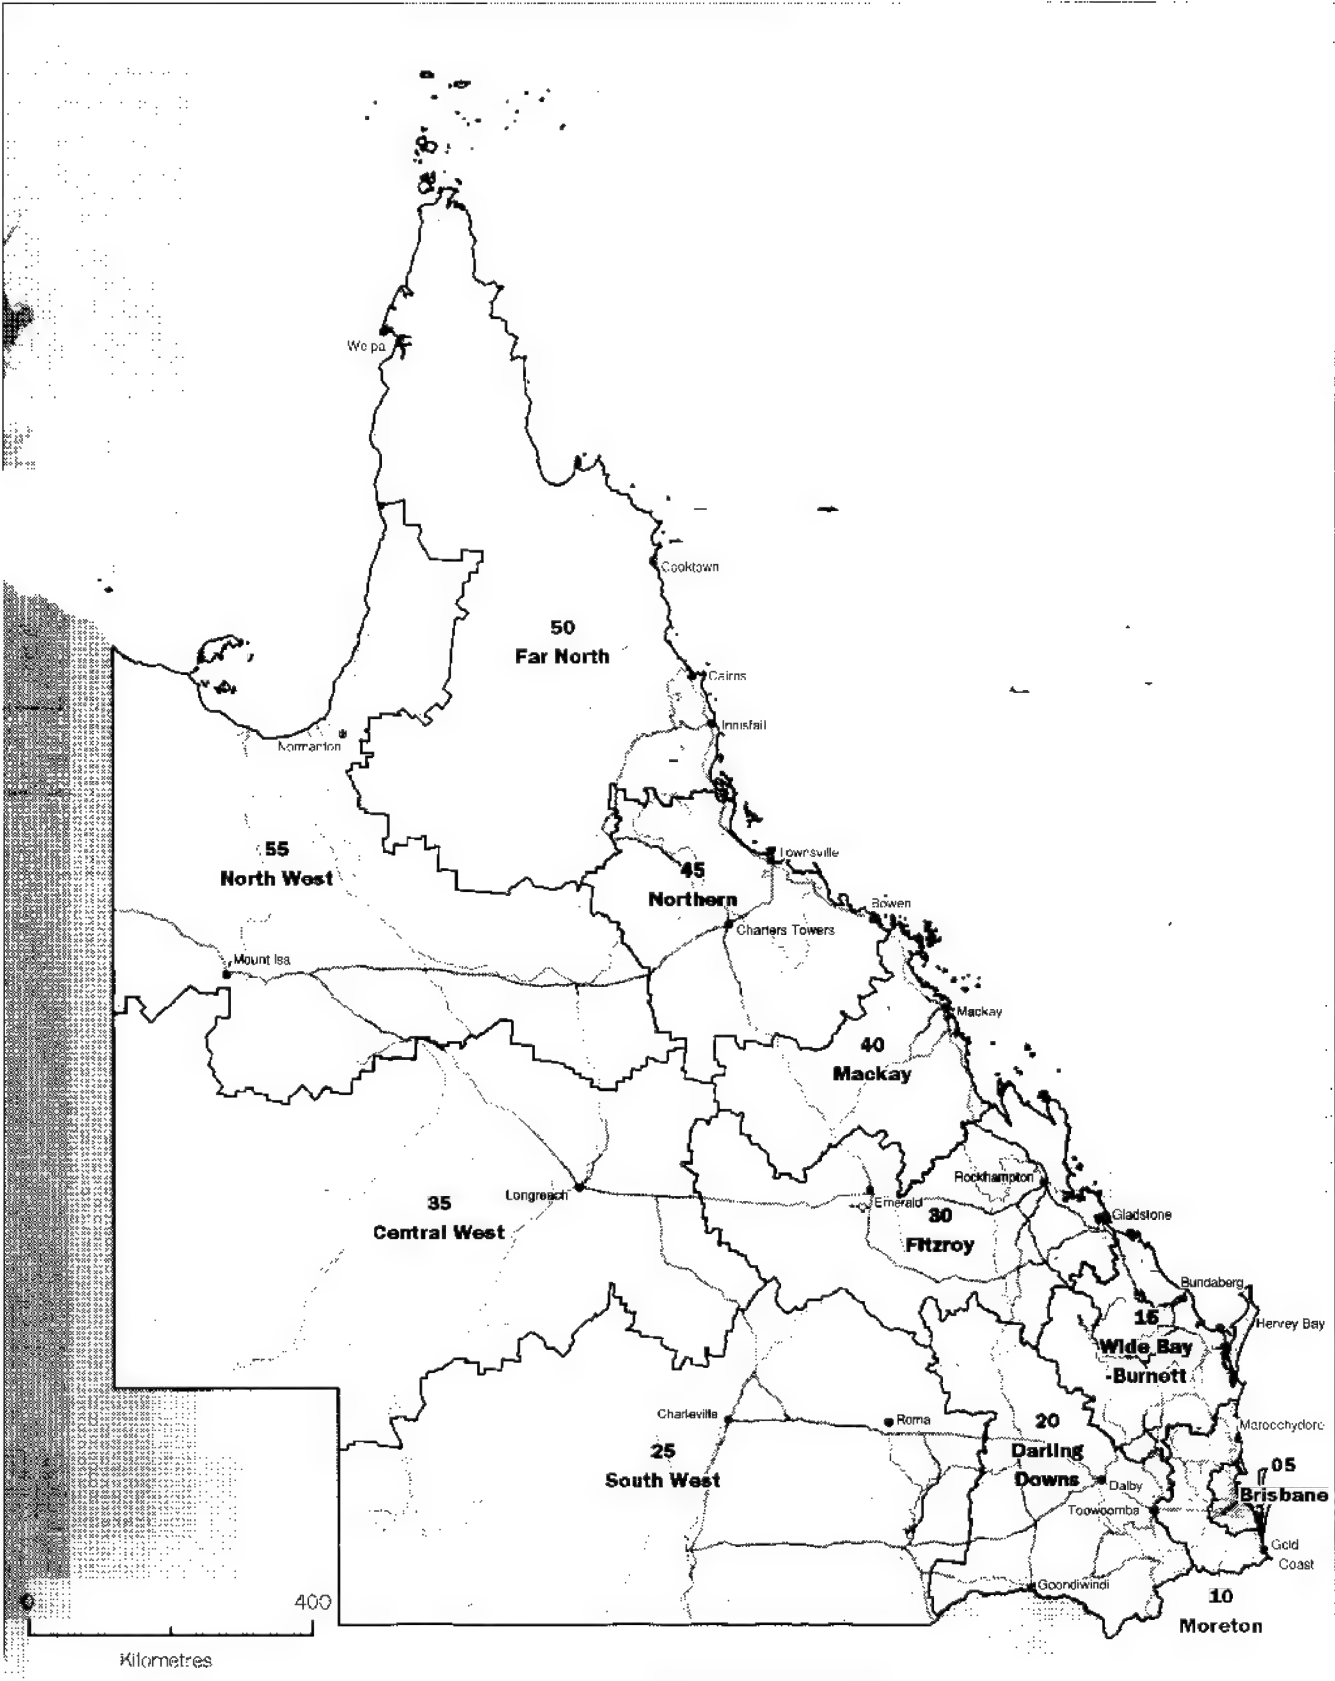 Weipa
Cooktown
50
Far North
Cairns
Innisfail
Normanton
55
North West
Townsville
45
Northern
Bowen
Charters Towers
Mount Isa
Mackay
40
Mackay
Rockhampton
Longreach
Emerald
35
Central West
30
Fitzroy
Gladstone
Bundaberg
15
Hervey Bay
Wide Bay
-Burnett
Charleville
Roma
20
Darling
Downs
Maroochydore
25
South West
05
Brisbane
Dalby
Toowoomba
Gold
Coast
Goondiwindi
10
Moreton
0
400
Kilometres